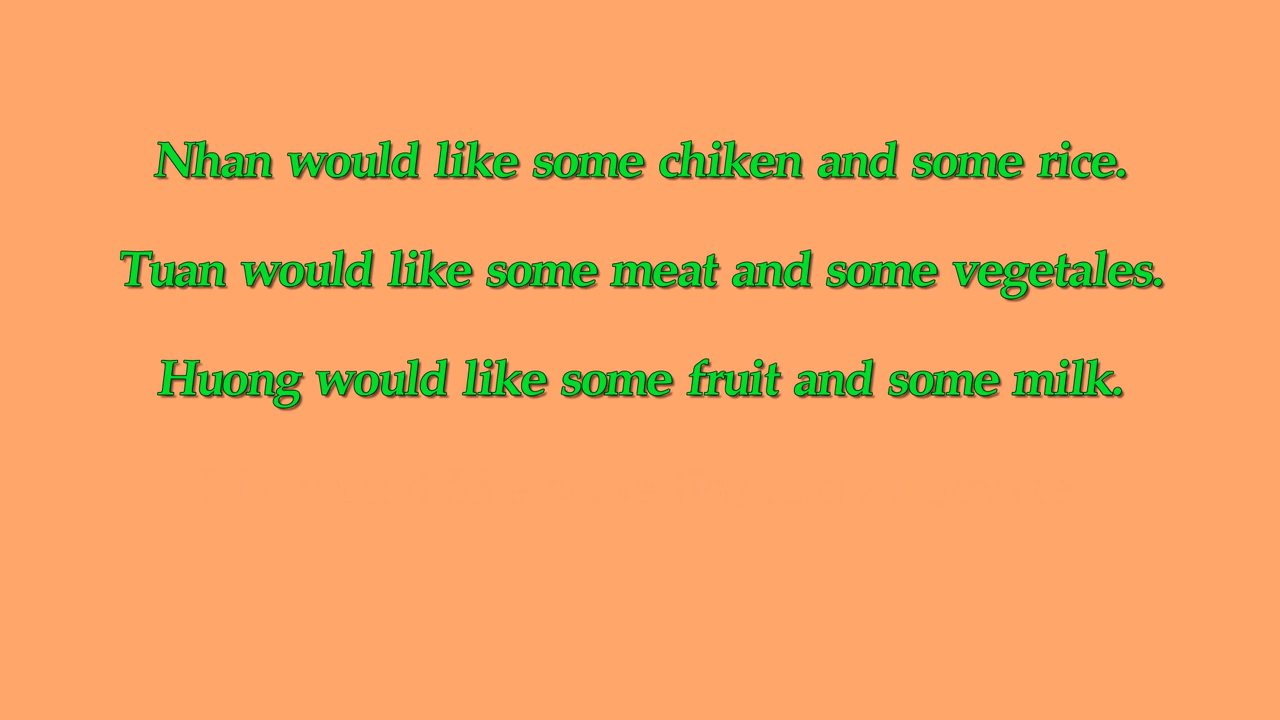 Nhan would like some chiken and some rice.
Tuan would like some meat and some vegetales.
Huong would like some fruit and some milk.